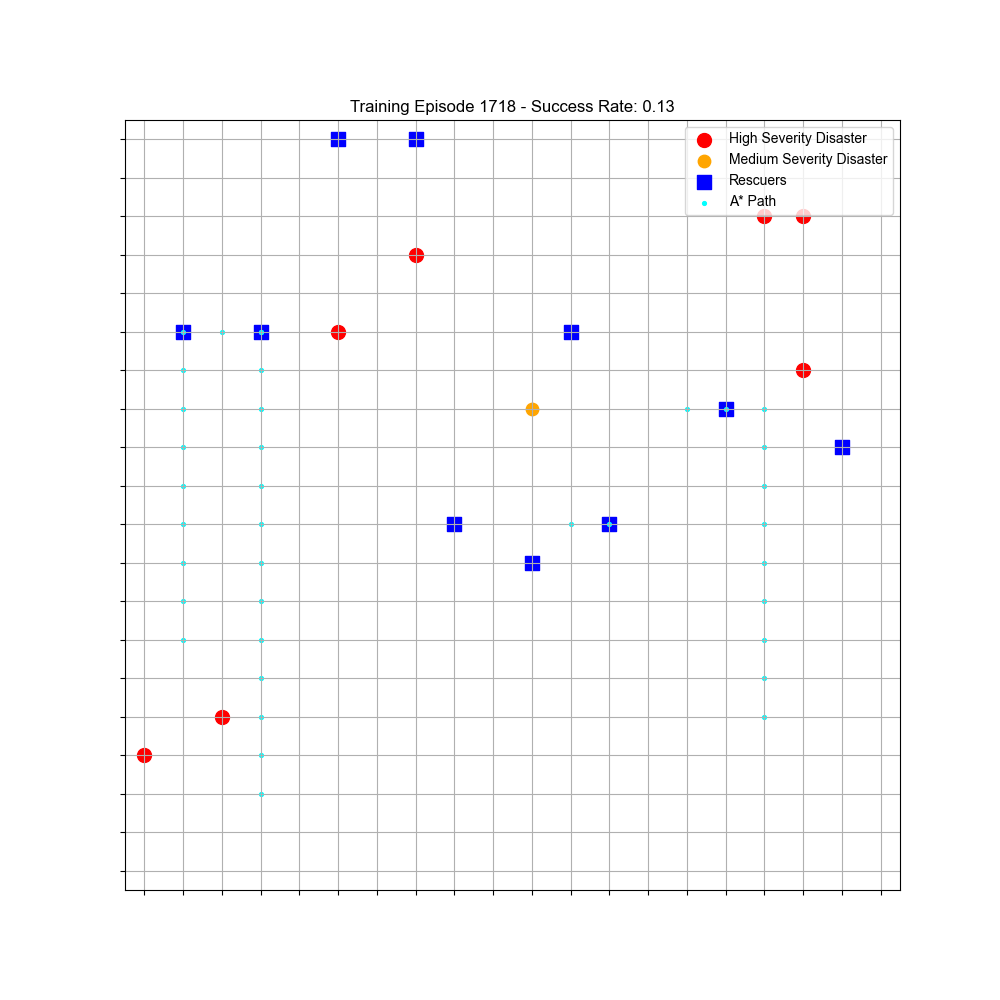 Training Episode 1718 - Success Rate: 0.13
High Severity Disaster
Medium Severity Disaster
Rescuers
A* Path